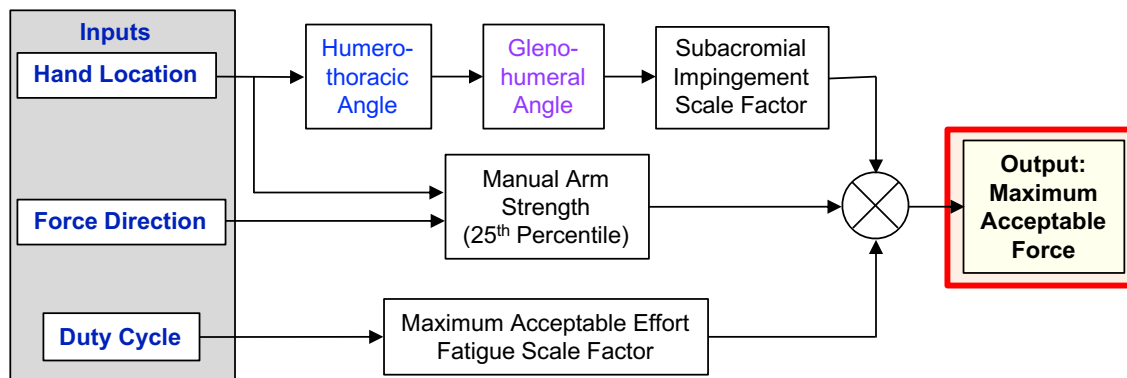 Inputs
Hand Location
Force Direction
Duty Cycle
Humero-
thoracic
Angle
Gleno-
humeral
Angle
Subacromial
Impingement
Scale Factor
Manual Arm
Strength
(25th Percentile)
Maximum Acceptable Effort
Fatigue Scale Factor
Output:
Maximum
Acceptable
Force